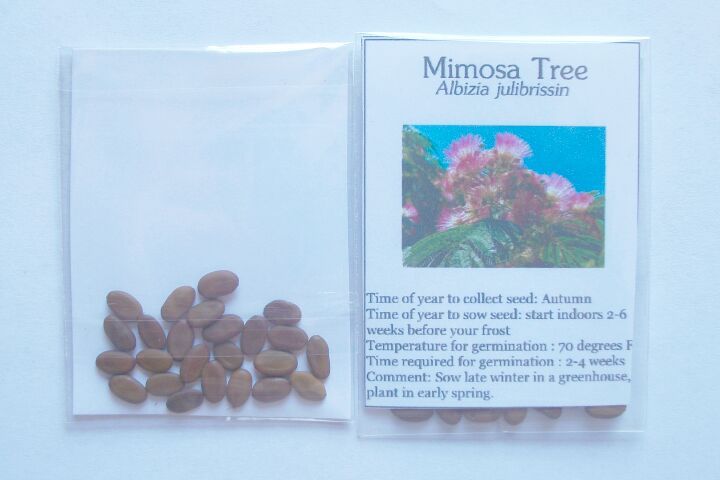 Mimosa Tree
Albizia julibrissin
Time of year to collect seed: Autumn
Time of year to sow seed: start indoors 2-6
weeks before your frost
Temperature for germination : 70 degrees F
Time required for germination : 2-4 weeks
Comment: Sow late winter in a greenhouse,
plant in early spring.